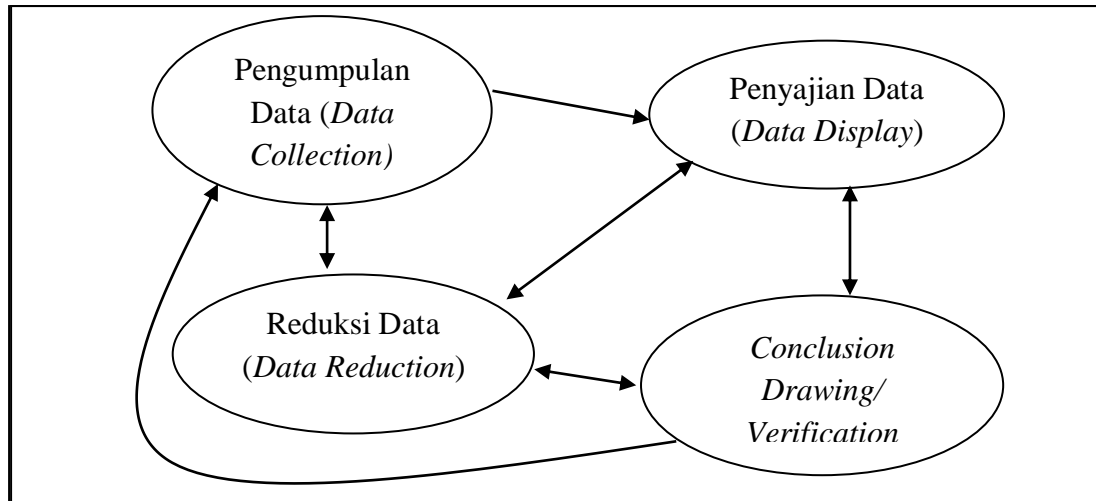 Pengumpulan
Data (Data
Collection)
Penyajian Data
(Data Display)
Reduksi Data
(Data Reduction)
Conclusion
Drawing/
Verification